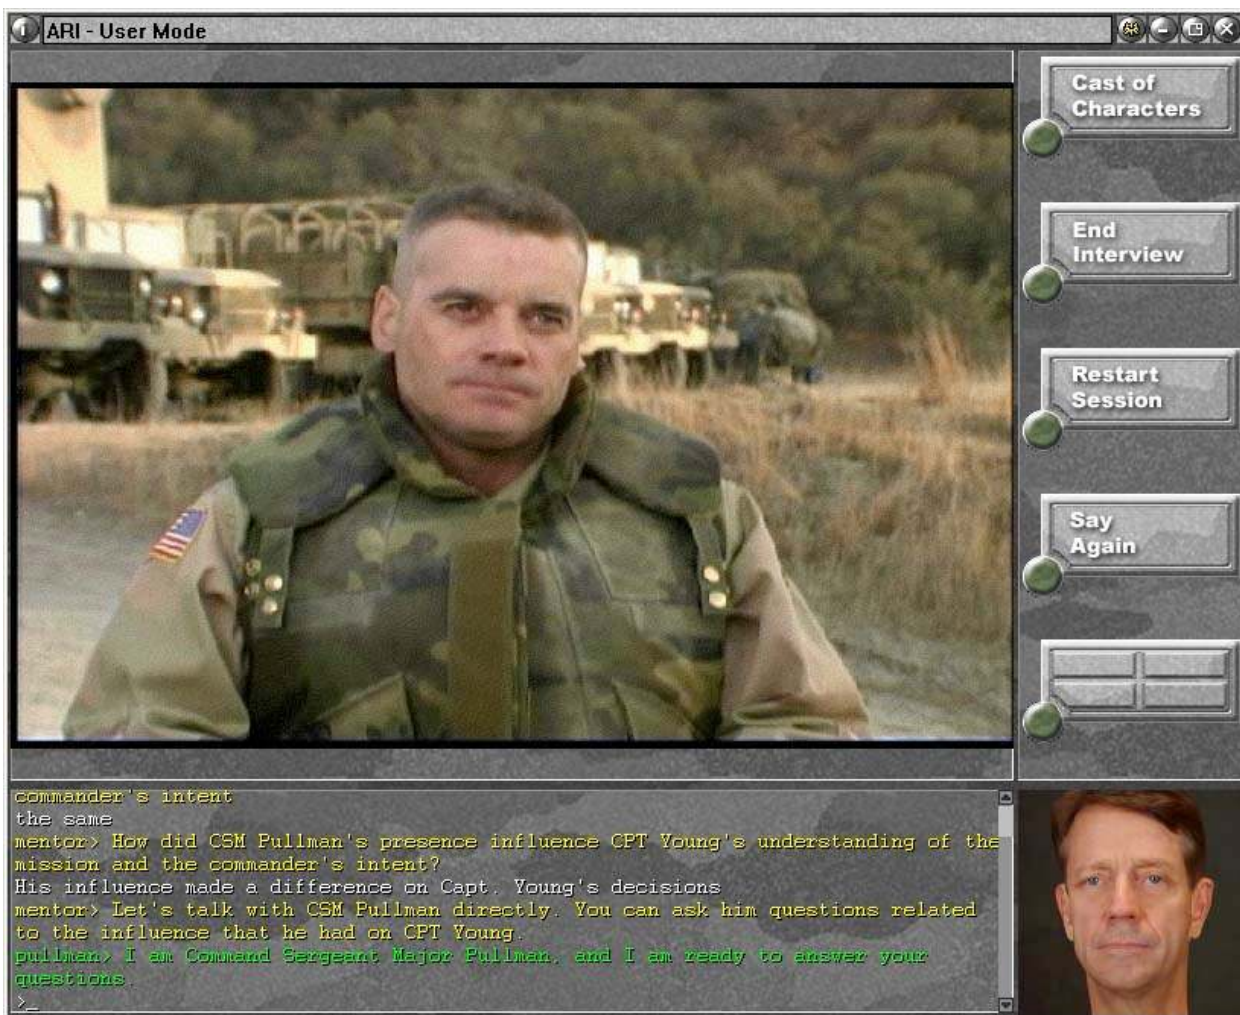 ARI - User Mode
Cast of
Characters
End
Interview
Restart
Session
Say
Again
commander's intent
the same
mentor> How did CSM Pullman's presence influence CPT Young's understanding of the
mission and the commander's intent?
His influence made a difference on Capt. Young's decisions
mentor> Let's talk with CSM Pullman directly. You can ask him questions related
to the influence that he had on CPT Young.
pullman> I am Command Sergeant Major Pullman, and I am ready to answer your
questions.
>_